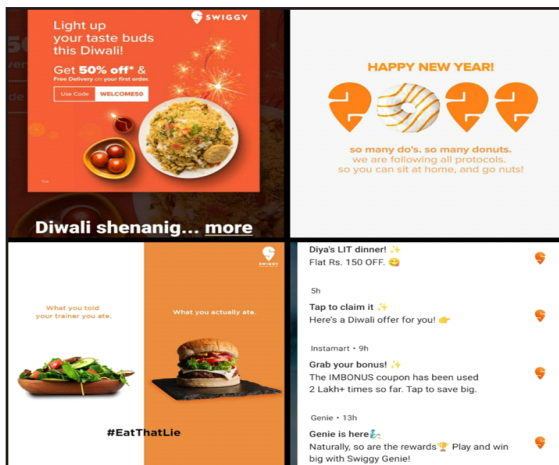 SWIGGY
Light up
your taste buds
this Diwali!
Get 50% off* &
Free Delivery on your first order.
Use Code WELCOME50
Diwali shenanig... more
HAPPY NEW YEAR!
2022
so many do's. so many donuts.
we are following all protocols.
so you can sit at home, and go nuts!
SWIGGY
What you told
your trainer you ate.
What you actually ate.
#EatThatLie
Diya's LIT dinner! ✨
Flat Rs. 150 OFF. 😋
5h
Tap to claim it ✨
Here's a Diwali offer for you! 👉
Instamart • 9h
Grab your bonus! ✨
The IMBONUS coupon has been used
2 Lakh+ times so far. Tap to save big.
Genie • 13h
Genie is here🧞
Naturally, so are the rewards🏆 Play and win
big with Swiggy Genie!